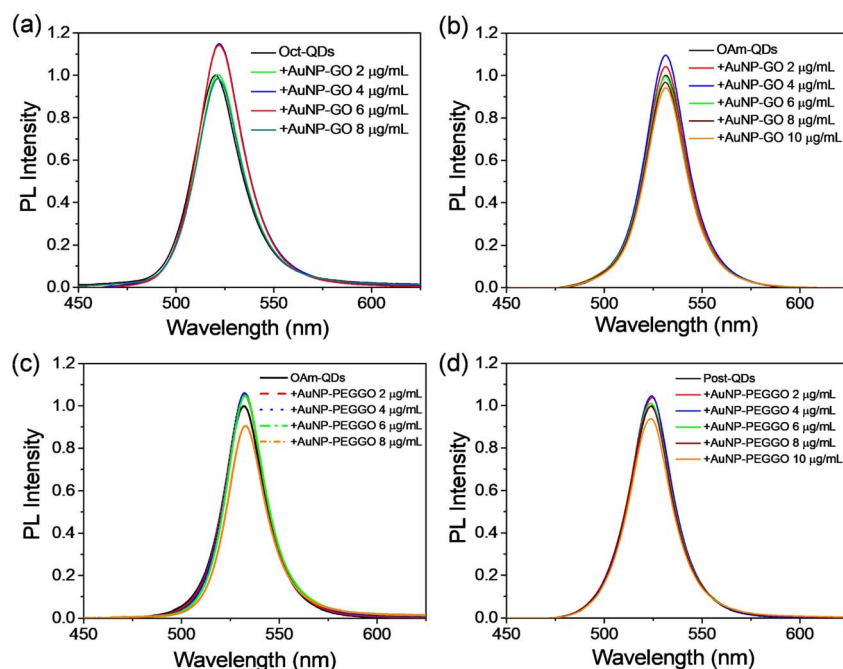 (a)
1.2
1.0
0.8
0.6
0.4
0.2
0.0
PL Intensity
450 500 550 600
Wavelength (nm)
Oct-QDs
+AuNP-GO 2 μg/mL
+AuNP-GO 4 μg/mL
+AuNP-GO 6 μg/mL
+AuNP-GO 8 μg/mL
(b)
1.2
1.0
0.8
0.6
0.4
0.2
0.0
PL Intensity
450 500 550 600
Wavelength (nm)
OAm-QDs
+AuNP-GO 2 μg/mL
+AuNP-GO 4 μg/mL
+AuNP-GO 6 μg/mL
+AuNP-GO 8 μg/mL
+AuNP-GO 10 μg/mL
(c)
1.2
1.0
0.8
0.6
0.4
0.2
0.0
PL Intensity
450 500 550 600
Wavelength (nm)
OAm-QDs
+AuNP-PEGGO 2 μg/mL
+AuNP-PEGGO 4 μg/mL
+AuNP-PEGGO 6 μg/mL
+AuNP-PEGGO 8 μg/mL
(d)
1.2
1.0
0.8
0.6
0.4
0.2
0.0
PL Intensity
450 500 550 600
Wavelength (nm)
Post-QDs
+AuNP-PEGGO 2 μg/mL
+AuNP-PEGGO 4 μg/mL
+AuNP-PEGGO 6 μg/mL
+AuNP-PEGGO 8 μg/mL
+AuNP-PEGGO 10 μg/mL